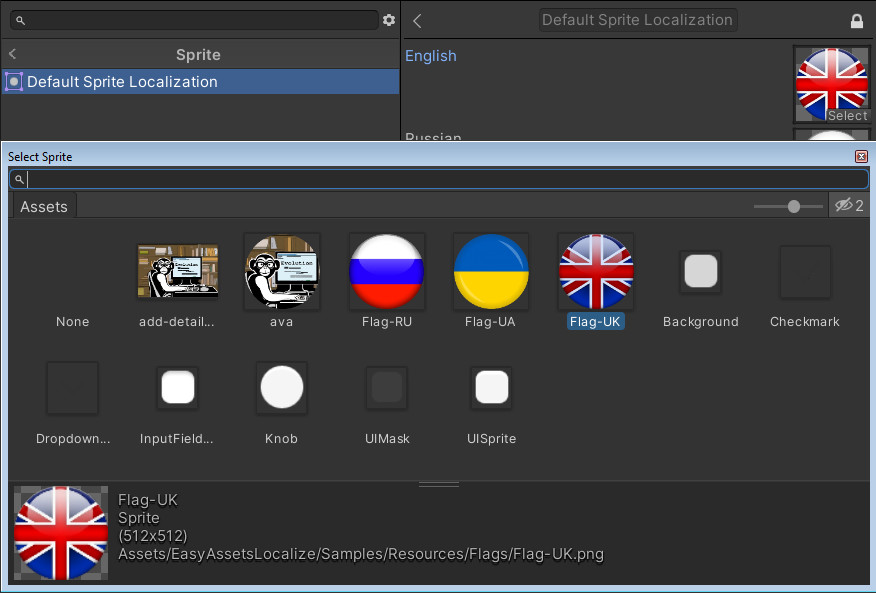 Sprite
Default Sprite Localization
Default Sprite Localization
English
Select
Russian
Select Sprite
Assets
2
None
add-detail...
ava
Flag-RU
Flag-UA
Flag-UK
Background
Checkmark
Dropdown...
InputField...
Knob
UIMask
UISprite
Flag-UK
Sprite
(512x512)
Assets/EasyAssetsLocalize/Samples/Resources/Flags/Flag-UK.png
Evolution